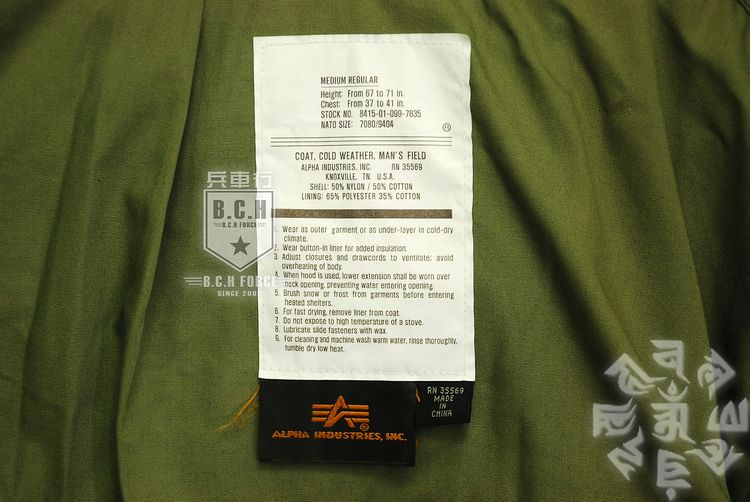 MEDIUM REGULAR
Height: From 67 to 71 in.
Chest: From 37 to 41 in.
STOCK NO. 8415-01-099-7835
NATO SIZE: 7080/9404
®
COAT, COLD WEATHER, MAN'S FIELD
ALPHA INDUSTRIES, INC. RN 35569
KNOXVILLE, TN. U.S.A.
SHELL: 50% NYLON / 50% COTTON
LINING: 65% POLYESTER 35% COTTON
兵車行
B.C.H
B.C.H FORCE
B.C.H FORCE
SINCE 2002
1. Wear as outer garment or as under-layer in cold-dry
climate.
2. Wear button-in liner for added insulation.
3. Adjust closures and drawcords to ventilate; avoid
overheating of body.
4. When hood is used, lower extension shall be worn over
neck opening, preventing water entering opening.
5. Brush snow or frost from garments before entering
heated shelters.
6. For fast drying, remove liner from coat.
7. Do not expose to high temperature of a stove.
8. Lubricate slide fasteners with wax.
9. For cleaning and machine wash warm water, rinse thoroughly,
tumble dry low heat.
®
ALPHA INDUSTRIES, INC.
RN 35569
MADE
IN
CHINA